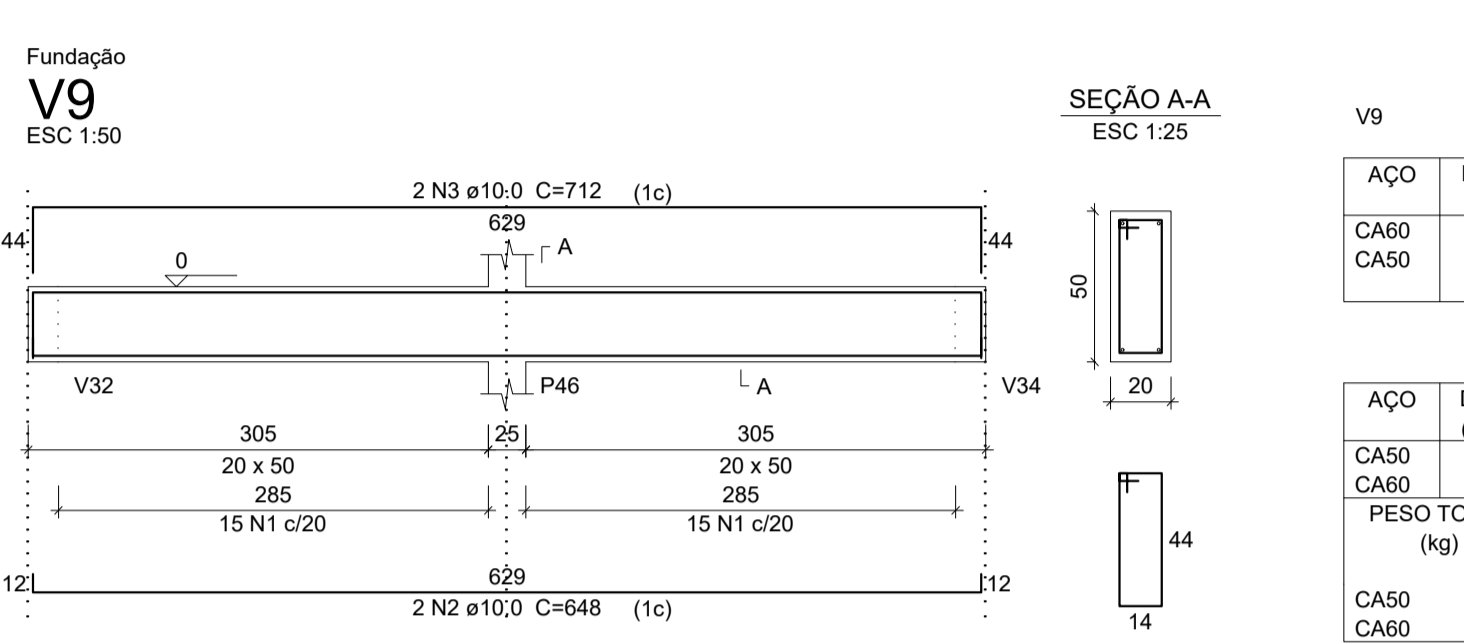 Fundação
V9
ESC 1:50
SEÇÃO A-A
ESC 1:25
V9
2 N3 ø10.0 C=712 (1c)
629
44
44
A
0
V32
P46
A
V34
305
25
305
20 x 50
20 x 50
285
285
15 N1 c/20
15 N1 c/20
12
629
12
2 N2 ø10.0 C=648 (1c)
50
20
44
14
AÇO
CA60
CA50
AÇO
CA50
CA60
PESO
(kg)
CA50
CA60